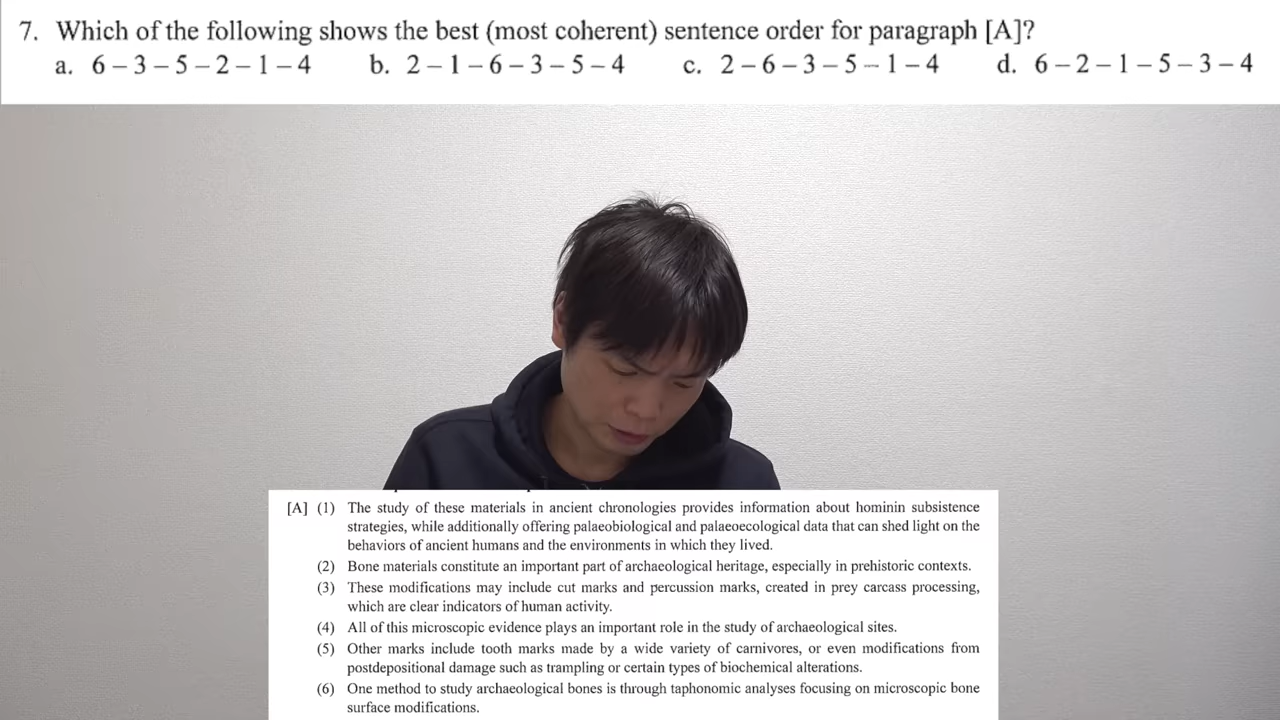 7. Which of the following shows the best (most coherent) sentence order for paragraph [A]?
a. 6 – 3 – 5 – 2 – 1 – 4 b. 2 – 1 – 6 – 3 – 5 – 4 c. 2 – 6 – 3 – 5 – 1 – 4 d. 6 – 2 – 1 – 5 – 3 – 4
[A] (1) The study of these materials in ancient chronologies provides information about hominin subsistence
strategies, while additionally offering palaeobiological and palaeoecological data that can shed light on the
behaviors of ancient humans and the environments in which they lived.
(2) Bone materials constitute an important part of archaeological heritage, especially in prehistoric contexts.
(3) These modifications may include cut marks and percussion marks, created in prey carcass processing,
which are clear indicators of human activity.
(4) All of this microscopic evidence plays an important role in the study of archaeological sites.
(5) Other marks include tooth marks made by a wide variety of carnivores, or even modifications from
postdepositional damage such as trampling or certain types of biochemical alterations.
(6) One method to study archaeological bones is through taphonomic analyses focusing on microscopic bone
surface modifications.